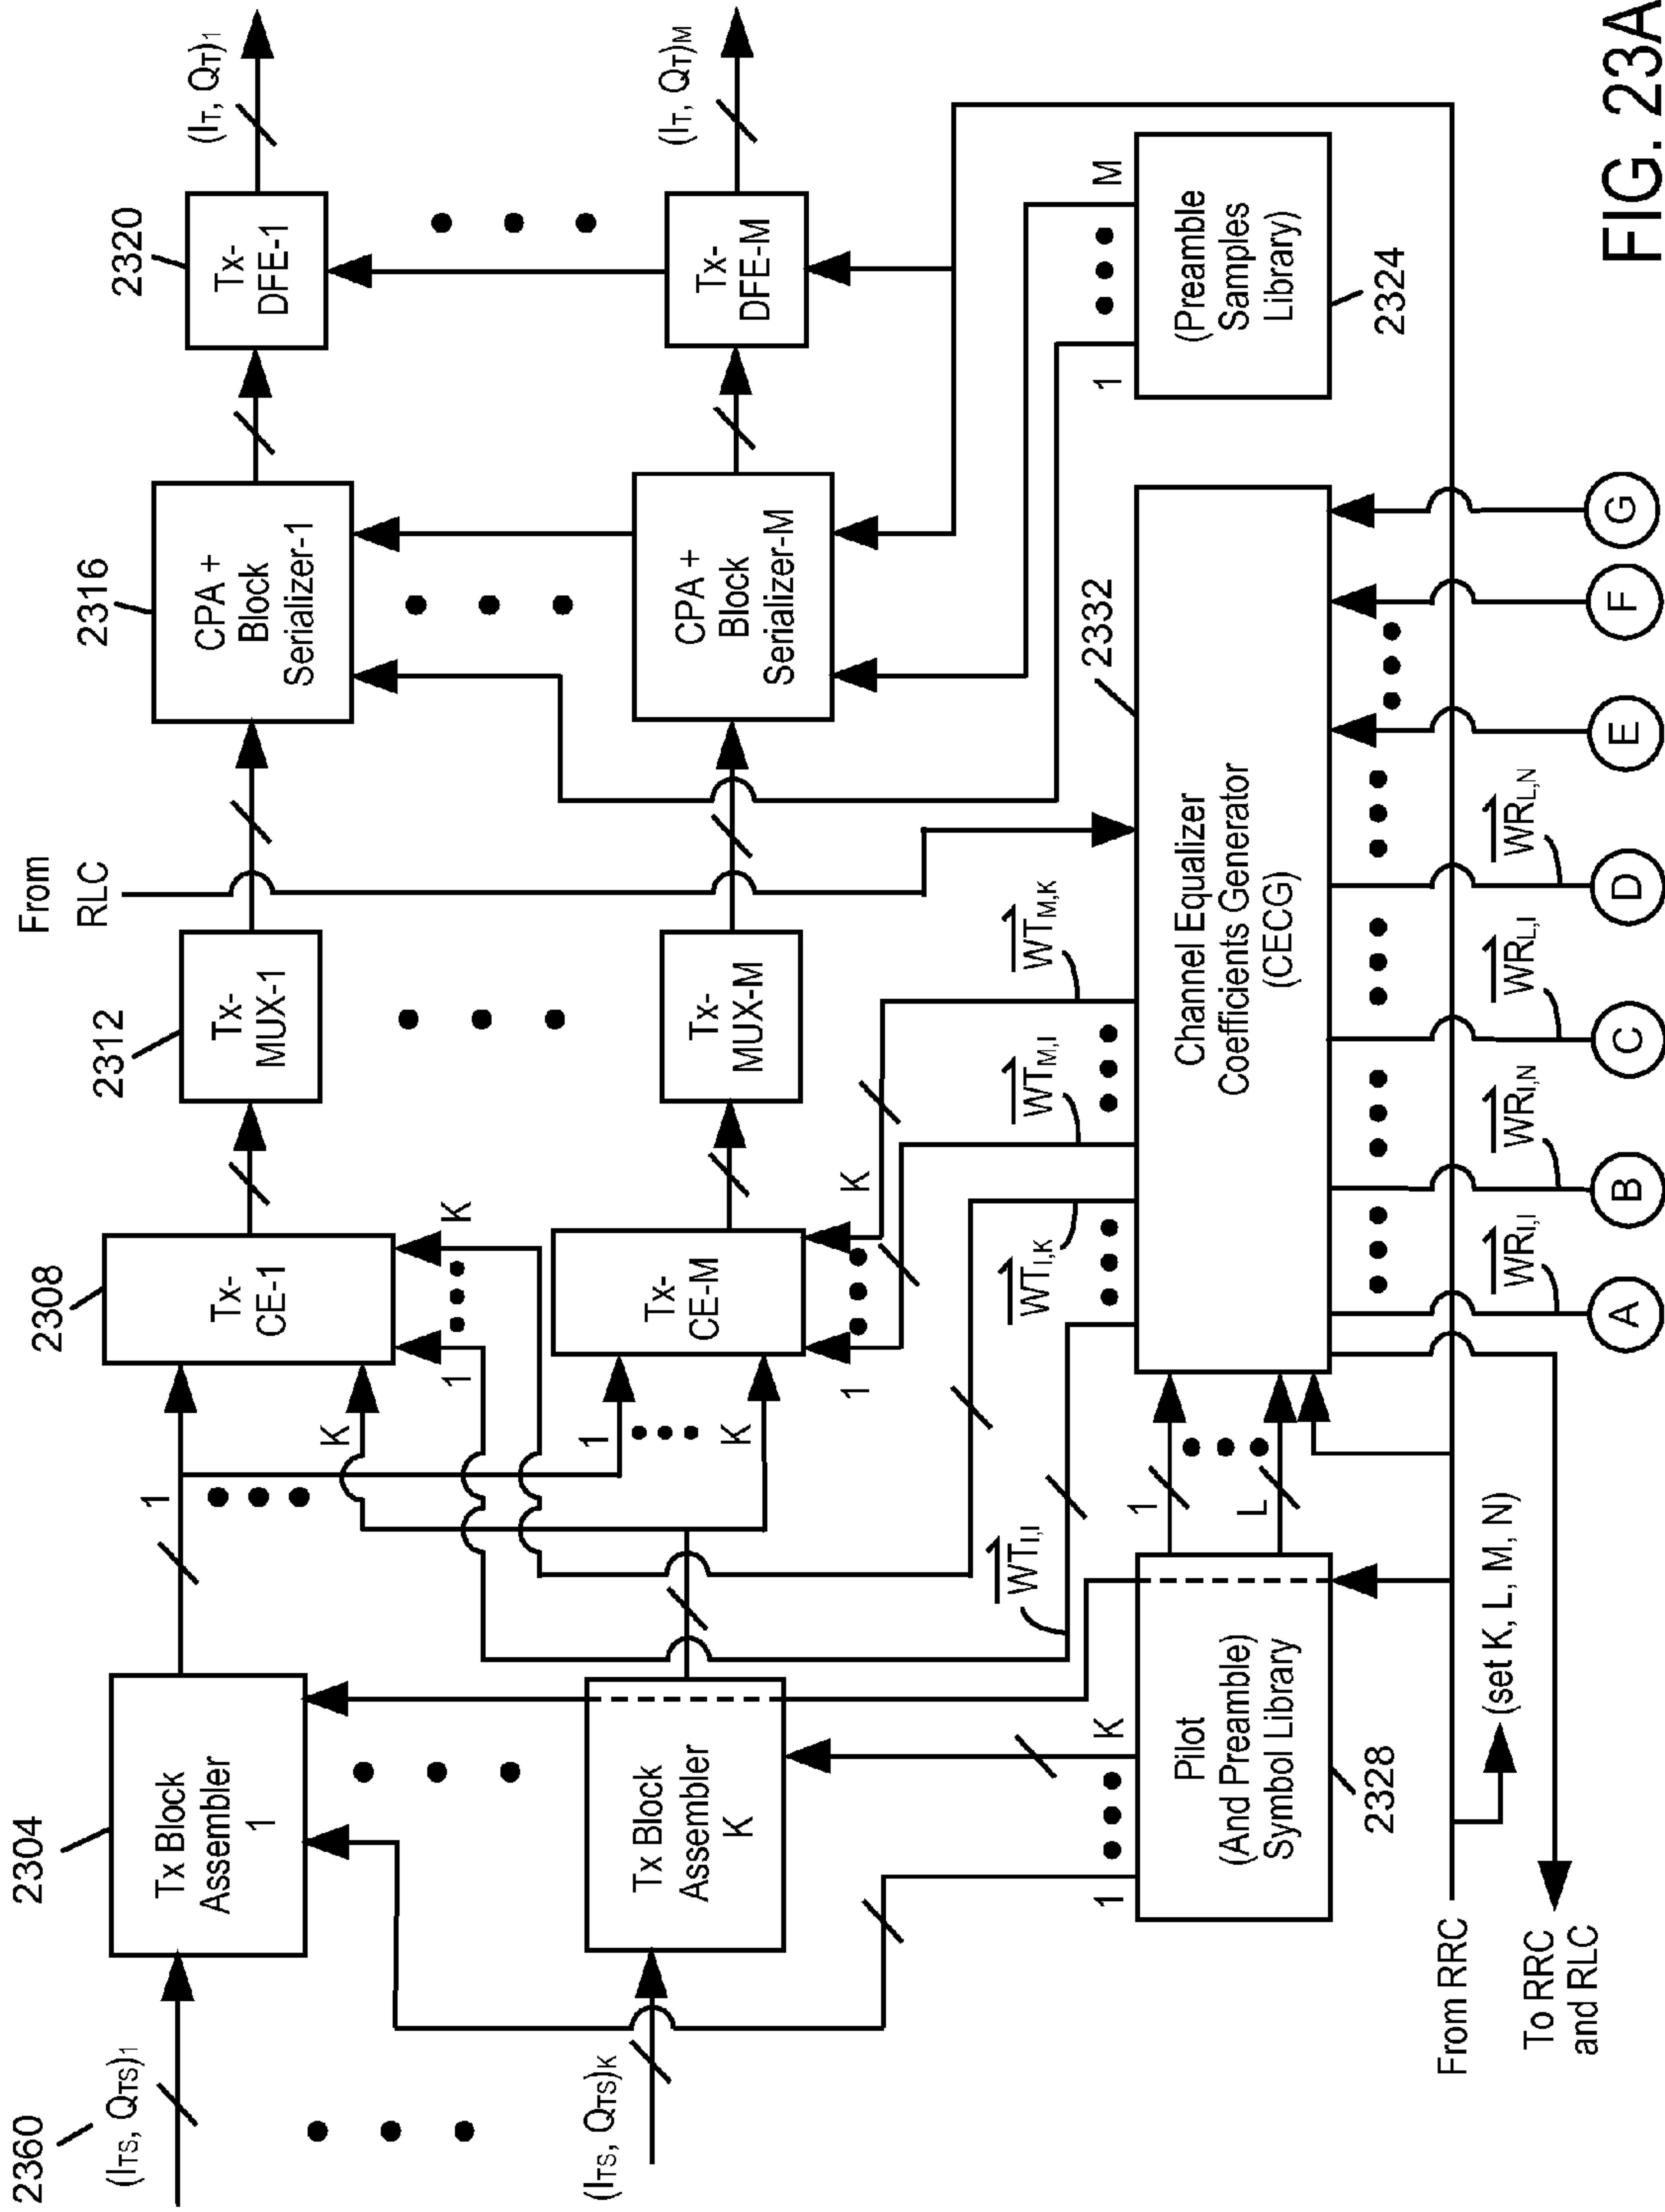 2360
(ITS, QTS)1
(ITS, QTS)K
2304
Tx Block
Assembler
1
Tx Block
Assembler
K
1
K
1
K
2308
Tx-
CE-1
1
K
Tx-
CE-M
1
K
2312
Tx-
MUX-1
Tx-
MUX-M
From
RLC
2316
CPA +
Block
Serializer-1
CPA +
Block
Serializer-M
2320
Tx-
DFE-1
Tx-
DFE-M
(IT, QT)1
(IT, QT)M
1
K
Pilot
(And Preamble)
Symbol Library
2328
1
L
WTI,I
WTI,K
WTM,I
WTM,K
2332
Channel Equalizer
Coefficients Generator
(CECG)
1
M
(Preamble
Samples
Library)
2324
From RRC
(set K, L, M, N)
To RRC
and RLC
WRI,I
WRI,N
WRL,I
WRL,N
A
B
C
D
E
F
G
FIG. 23A